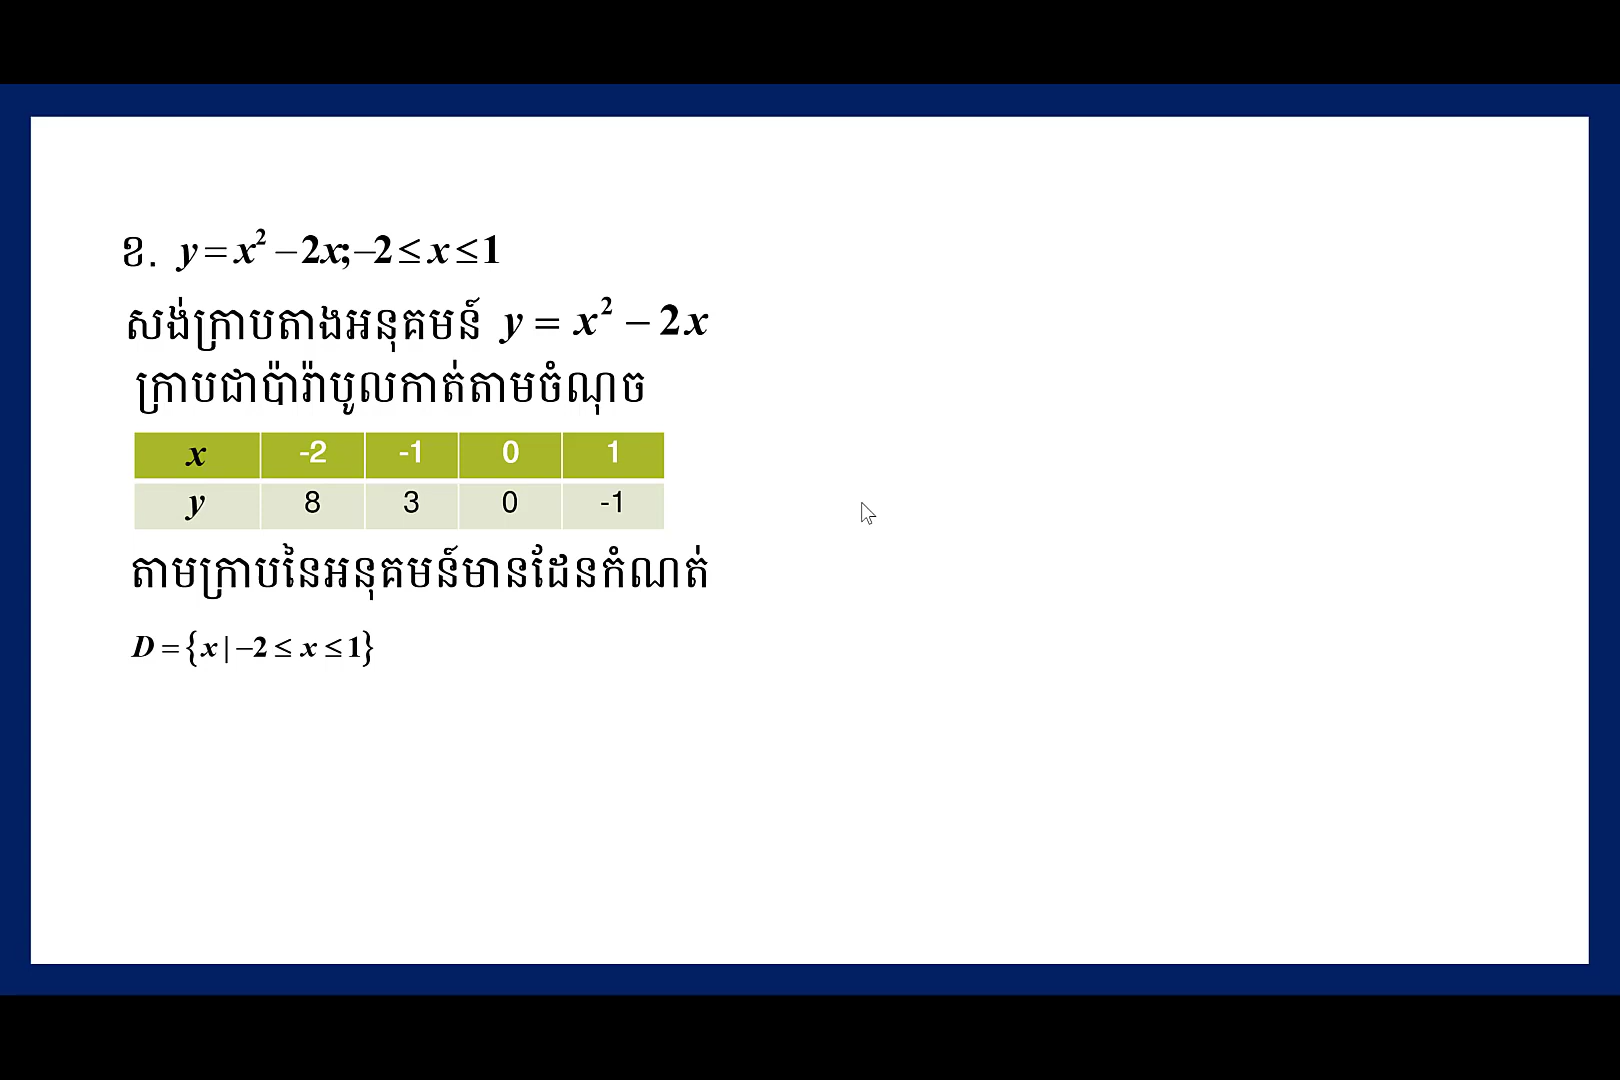 ខ. y = x² − 2x; −2 ≤ x ≤ 1
សង់ក្រាបតាងអនុគមន៍ y = x² − 2x
ក្រាបជាប៉ារ៉ាបូលកាត់តាមចំណុច
x -2 -1 0 1
y 8 3 0 -1
តាមក្រាបនៃអនុគមន៍មានដែនកំណត់
D = {x | −2 ≤ x ≤ 1}